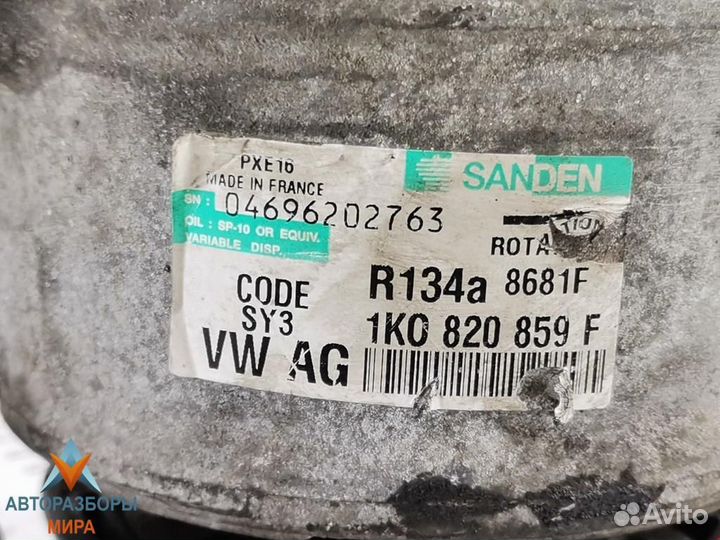 PXE16
MADE IN FRANCE
SANDEN
SN : 04696202763
OIL : SP-10 OR EQUIV.
VARIABLE DISP.
CODE
SY3
R134a 8681F
1K0 820 859 F
VW AG
АВТОРАЗБОРЫ
МИРА
Avito